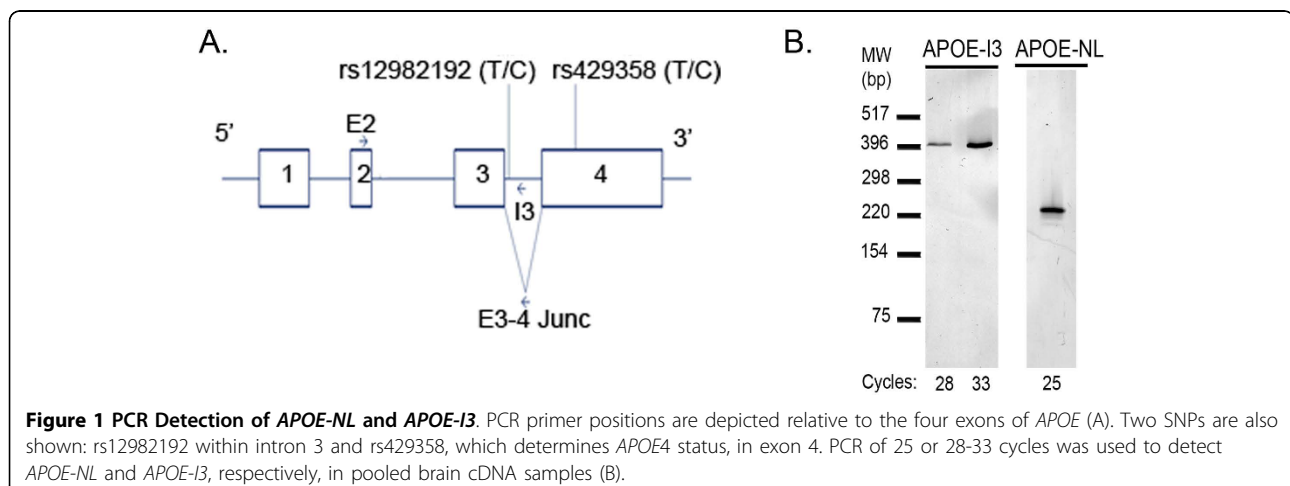 A.
rs12982192 (T/C) rs429358 (T/C)
5’ E2 3’
1 2 3 4
I3
E3-4 Junc
B.
MW
(bp)
APOE-I3 APOE-NL
517
396
298
220
154
75
Cycles: 28 33 25
Figure 1 PCR Detection of APOE-NL and APOE-I3. PCR primer positions are depicted relative to the four exons of APOE (A). Two SNPs are also
shown: rs12982192 within intron 3 and rs429358, which determines APOE4 status, in exon 4. PCR of 25 or 28-33 cycles was used to detect
APOE-NL and APOE-I3, respectively, in pooled brain cDNA samples (B).